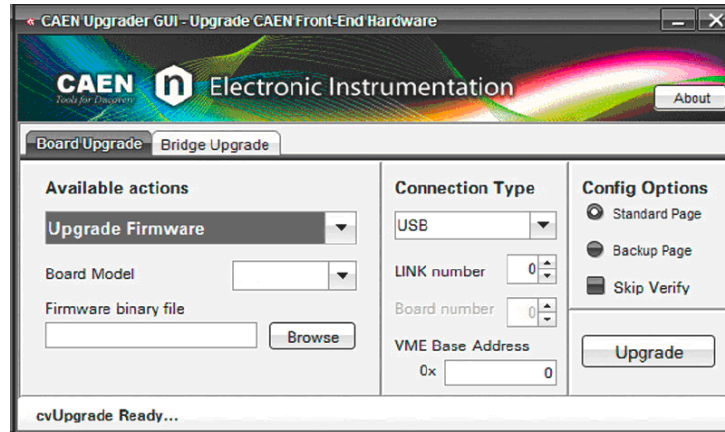 CAEN Upgrader GUI - Upgrade CAEN Front-End Hardware
CAEN n Electronic Instrumentation
Tools for Discovery
About
Board Upgrade Bridge Upgrade
Available actions
Upgrade Firmware
Board Model
Firmware binary file
Browse
Connection Type
USB
LINK number 0
Board number 0
VME Base Address
0x 0
Config Options
Standard Page
Backup Page
Skip Verify
Upgrade
cvUpgrade Ready...